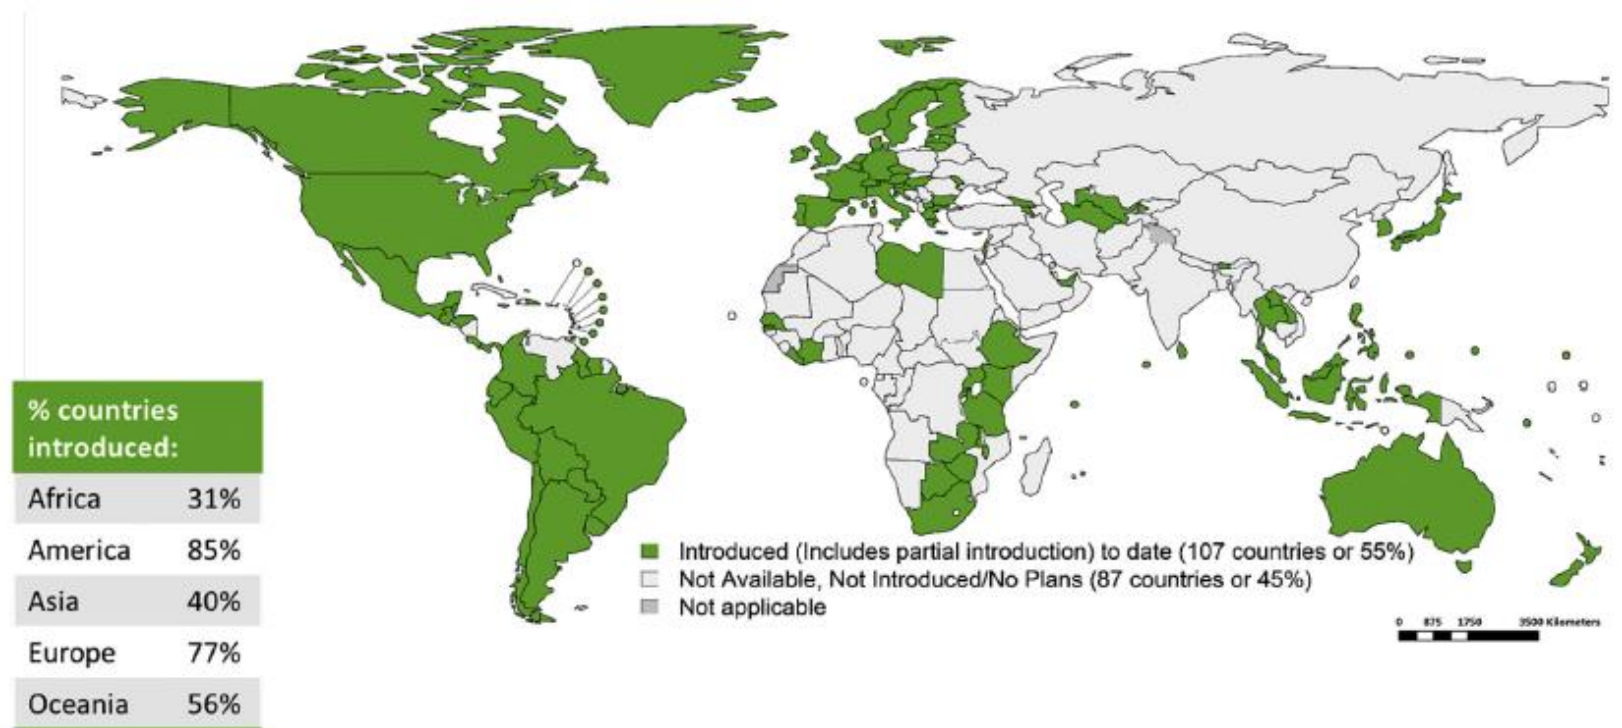 % countries
introduced:
Africa 31%
America 85%
Asia 40%
Europe 77%
Oceania 56%
Introduced (Includes partial introduction) to date (107 countries or 55%)
Not Available, Not Introduced/No Plans (87 countries or 45%)
Not applicable
0 875 1750 3500 Kilometers